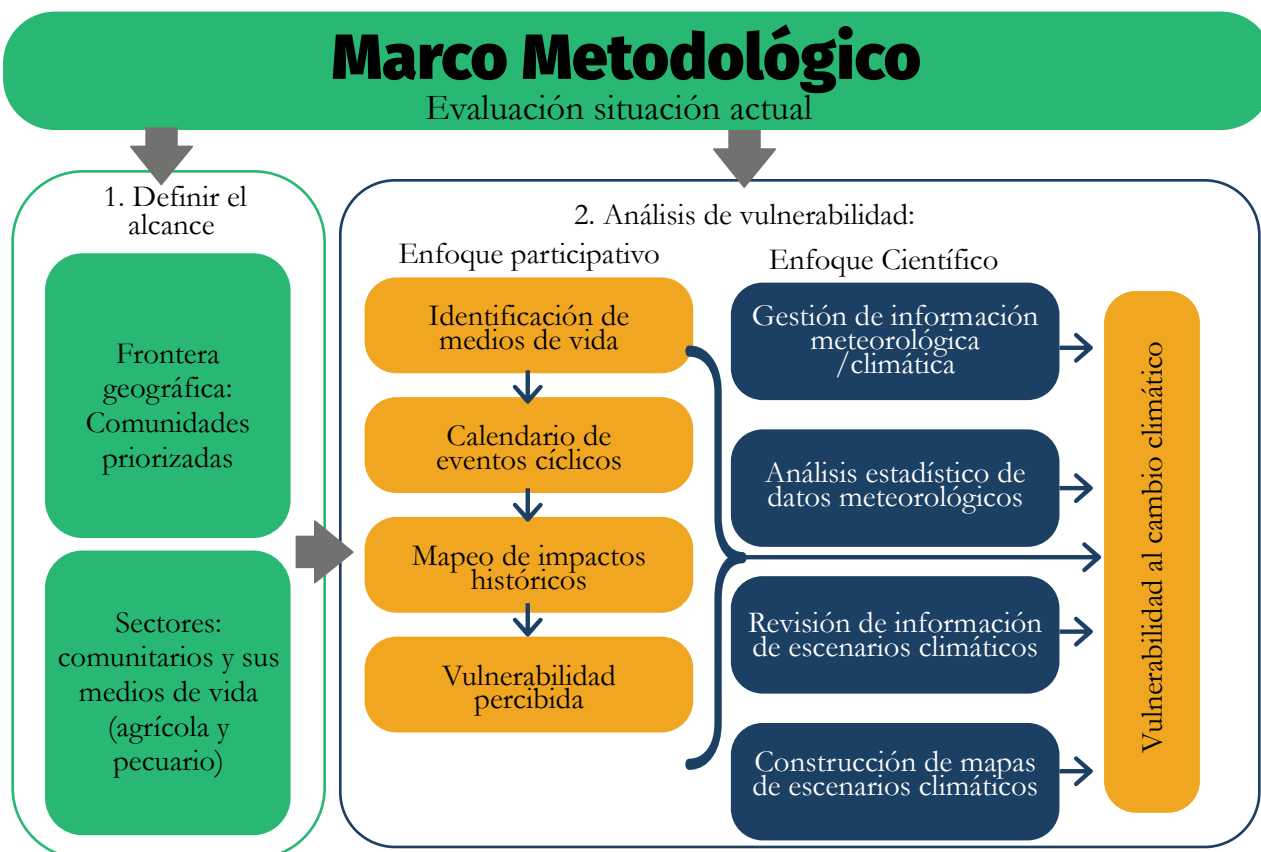 Marco Metodológico
Evaluación situación actual
1. Definir el
alcance
Frontera
geográfica:
Comunidades
priorizadas
Sectores:
comunitarios y sus
medios de vida
(agrícola y
pecuario)
2. Análisis de vulnerabilidad:
Enfoque participativo
Identificación de
medios de vida
Calendario de
eventos cíclicos
Mapeo de impactos
históricos
Vulnerabilidad
percibida
Enfoque Científico
Gestión de información
meteorológica
/climática
Análisis estadístico de
datos meteorológicos
Revisión de información
de escenarios climáticos
Construcción de mapas
de escenarios climáticos
Vulnerabilidad al cambio climático